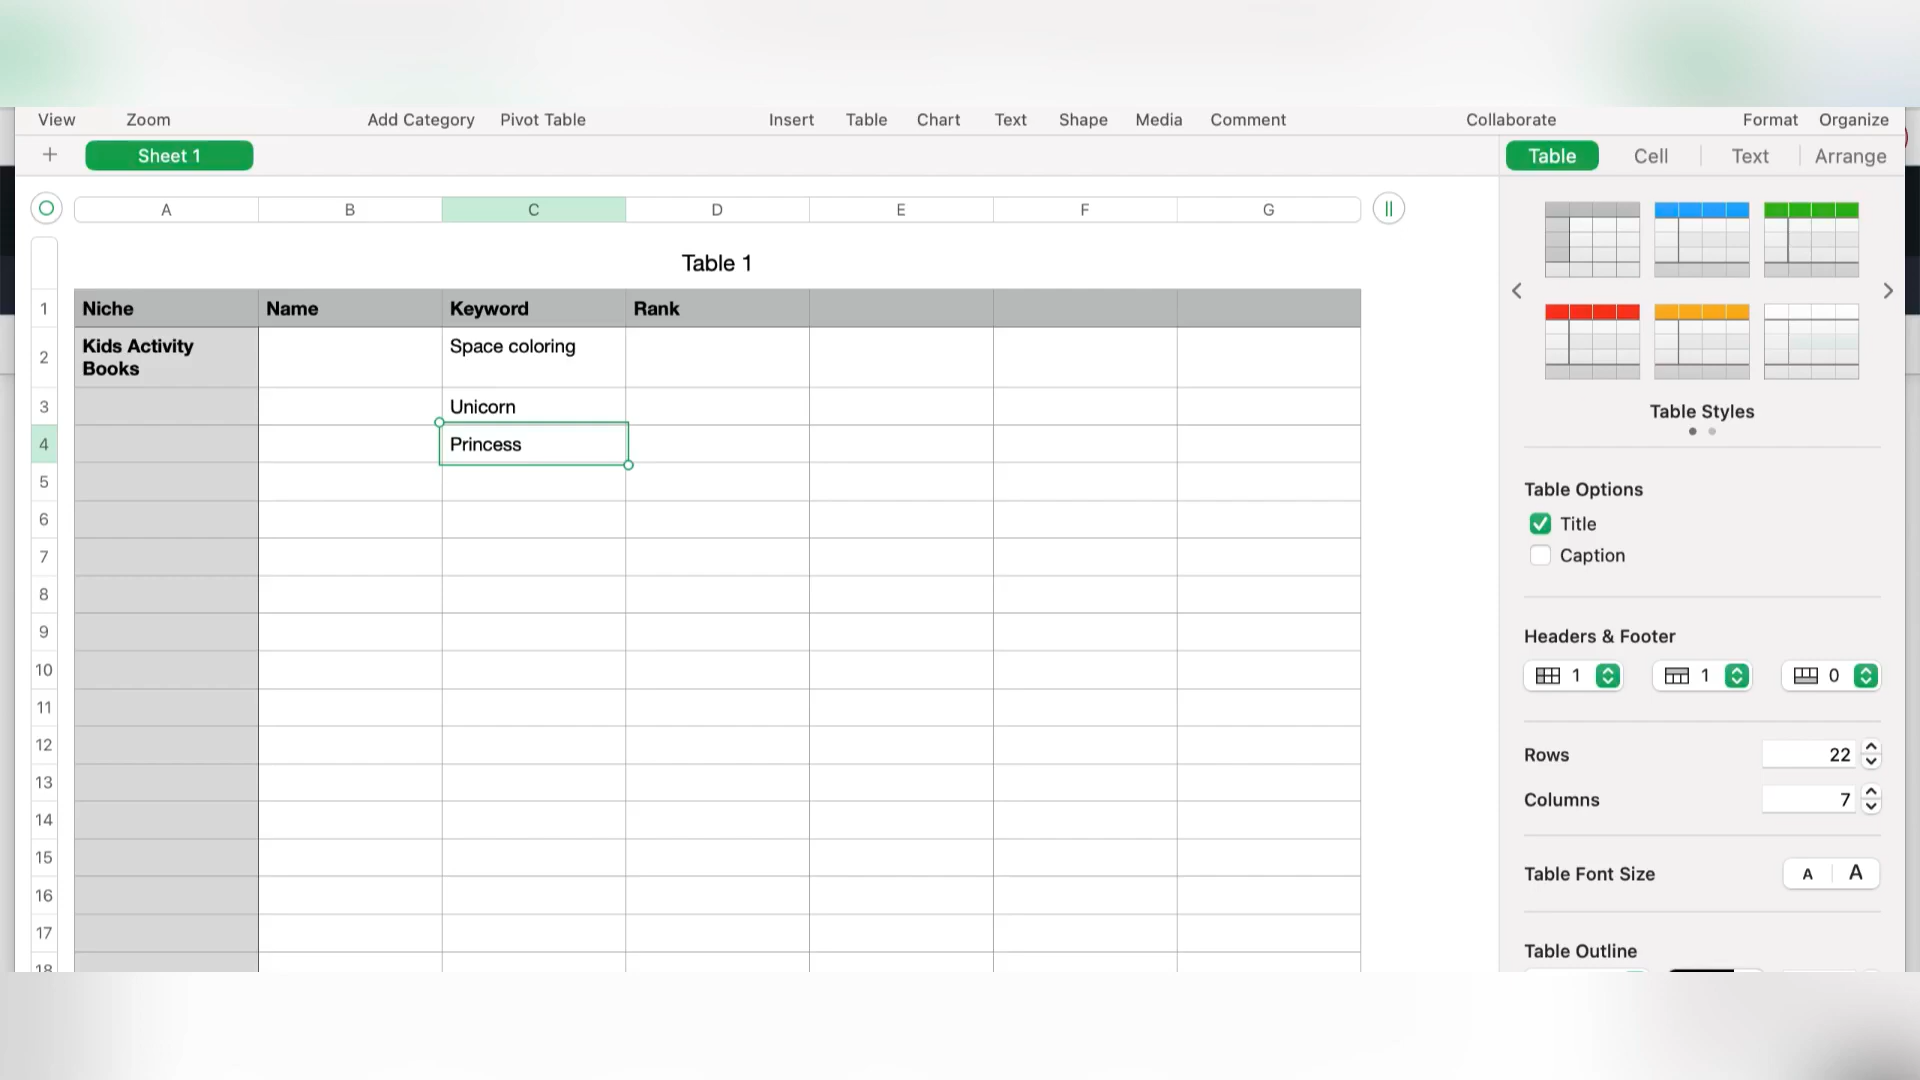 View Zoom Add Category Pivot Table Insert Table Chart Text Shape Media Comment Collaborate Format Organize
+ Sheet 1 Table Cell Text Arrange
A B C D E F G
Table 1
1 Niche Name Keyword Rank
2 Kids Activity Books Space coloring
3 Unicorn
4 Princess
5
6
7
8
9
10
11
12
13
14
15
16
17
18
Table Styles
Table Options
Title
Caption
Headers & Footer
1 1 0
Rows 22
Columns 7
Table Font Size A A
Table Outline